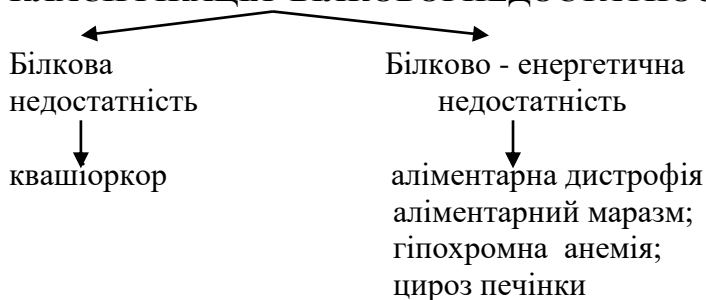 Білкова Білково - енергетична
недостатність недостатність
квашіоркор аліментарна дистрофія
аліментарний маразм;
гіпохромна анемія;
цироз печінки